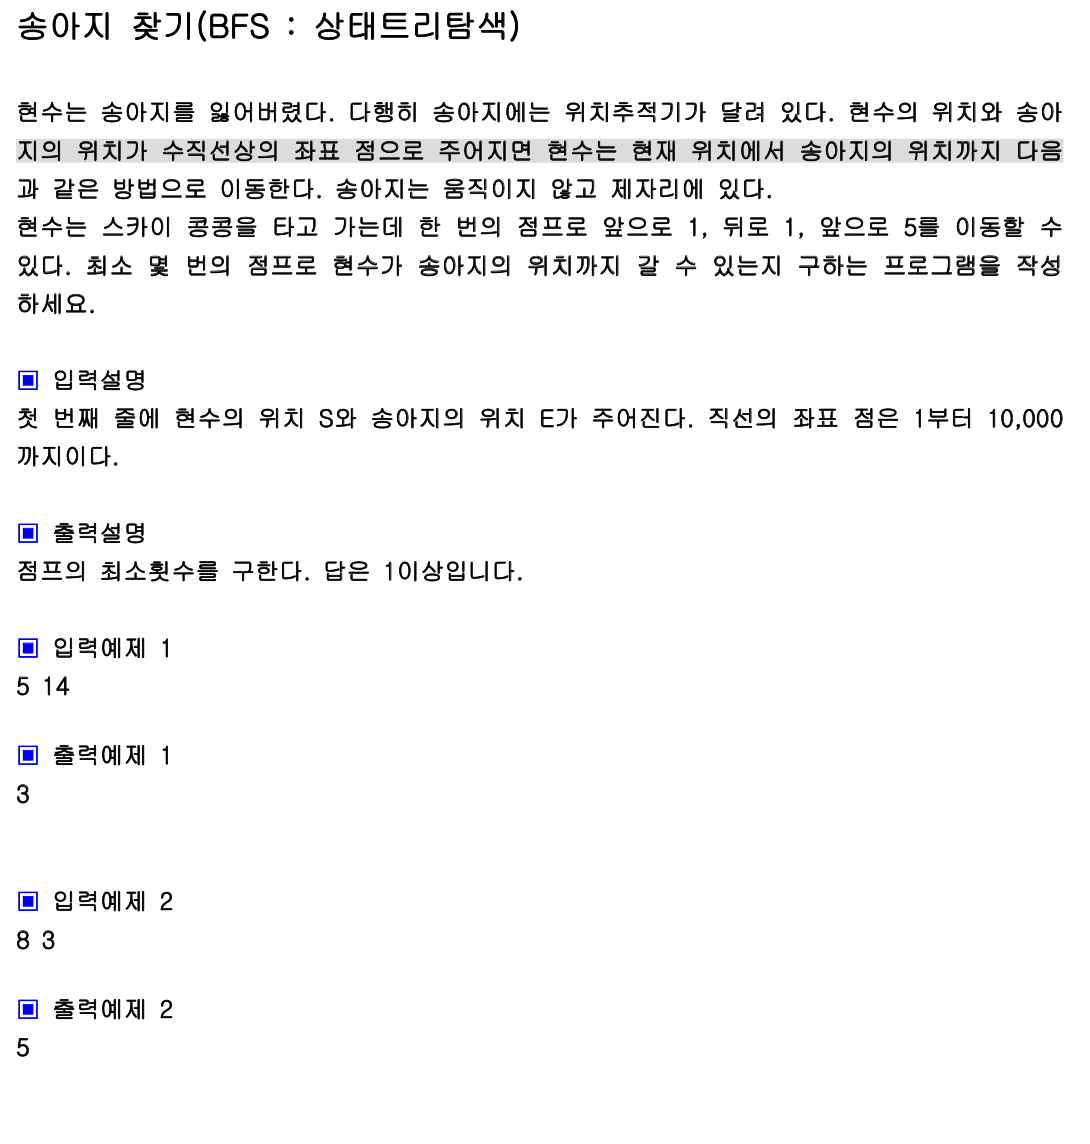 송아지 찾기(BFS : 상태트리탐색)
현수는 송아지를 잃어버렸다. 다행히 송아지에는 위치추적기가 달려 있다. 현수의 위치와 송아
지의 위치가 수직선상의 좌표 점으로 주어지면 현수는 현재 위치에서 송아지의 위치까지 다음
과 같은 방법으로 이동한다. 송아지는 움직이지 않고 제자리에 있다.
현수는 스카이 콩콩을 타고 가는데 한 번의 점프로 앞으로 1, 뒤로 1, 앞으로 5를 이동할 수
있다. 최소 몇 번의 점프로 현수가 송아지의 위치까지 갈 수 있는지 구하는 프로그램을 작성
하세요.
▣ 입력설명
첫 번째 줄에 현수의 위치 S와 송아지의 위치 E가 주어진다. 직선의 좌표 점은 1부터 10,000
까지이다.
▣ 출력설명
점프의 최소횟수를 구한다. 답은 1이상입니다.
▣ 입력예제 1
5 14
▣ 출력예제 1
3
▣ 입력예제 2
8 3
▣ 출력예제 2
5